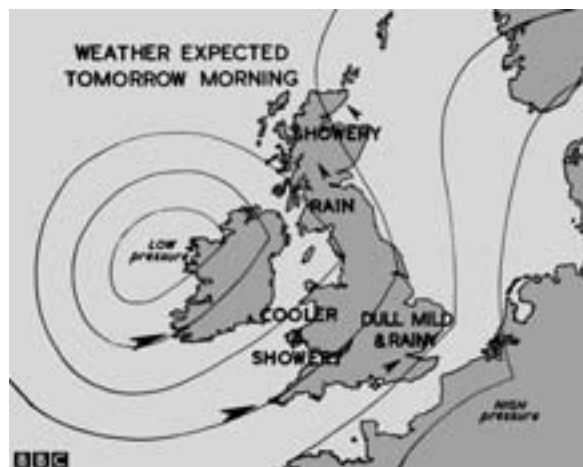 WEATHER EXPECTED
TOMORROW MORNING
SHOWERY
RAIN
LOW
pressure
COOLER
SHOWERY
DULL MILD
& RAINY
HIGH
pressure
BBC